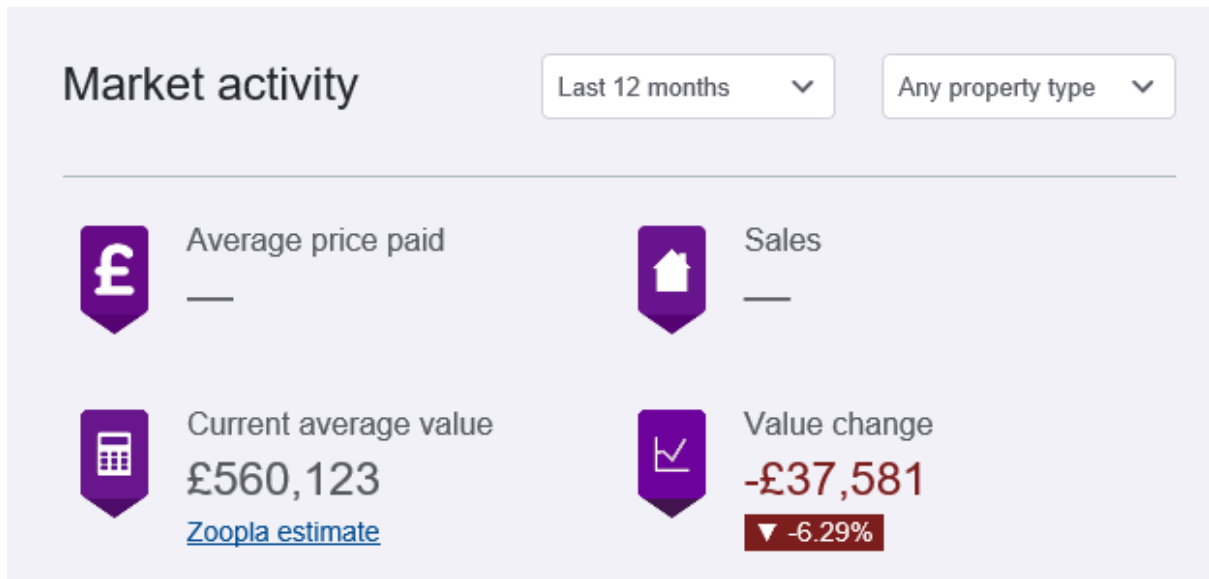 Market activity
Last 12 months
Any property type
£
Average price paid
—
Sales
—
Current average value
£560,123
Zoopla estimate
Value change
-£37,581
▼ -6.29%